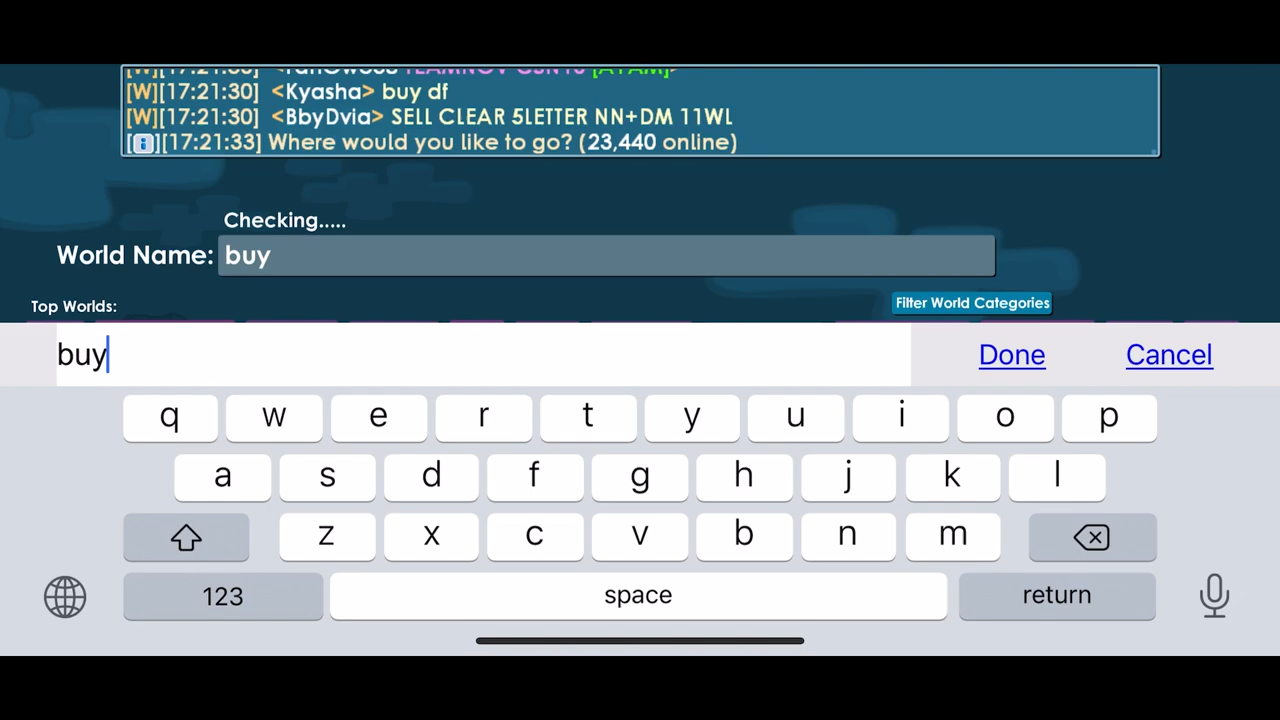 [W][17:21:30] <Kyasha> buy df
[W][17:21:30] <BbyDvia> SELL CLEAR 5LETTER NN+DM 11WL
[i][17:21:33] Where would you like to go? (23,440 online)
Checking.....
World Name: buy
Top Worlds:
Filter World Categories
buy
Done Cancel
q w e r t y u i o p
a s d f g h j k l
z x c v b n m
123 space return